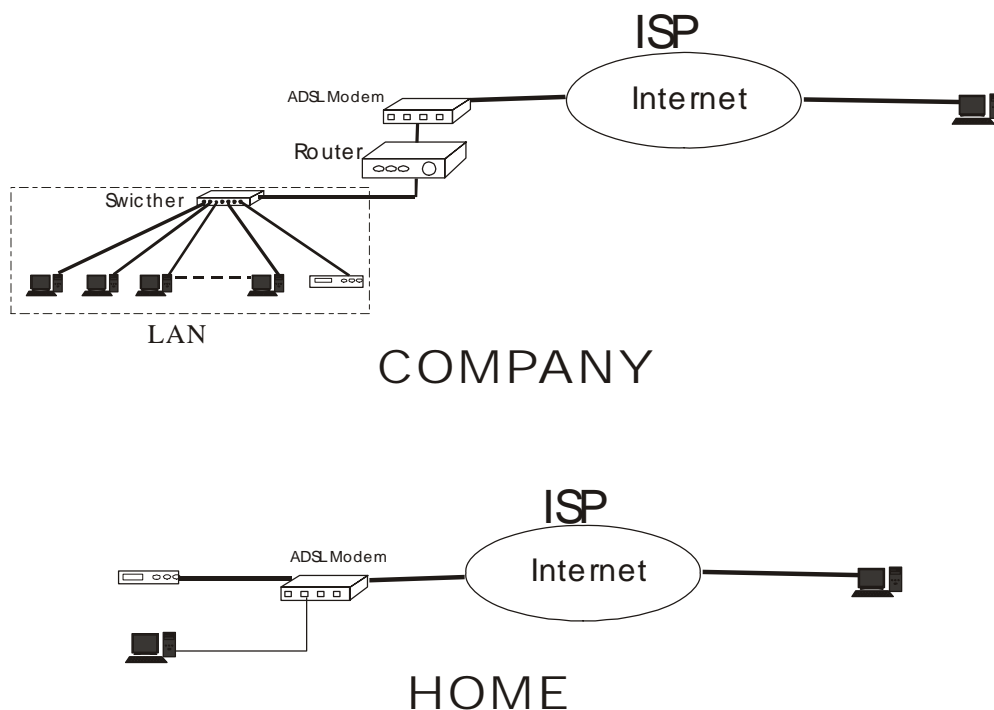 ISP
Internet
ADSL Modem
Router
Swicther
LAN
COMPANY
ISP
Internet
ADSL Modem
HOME